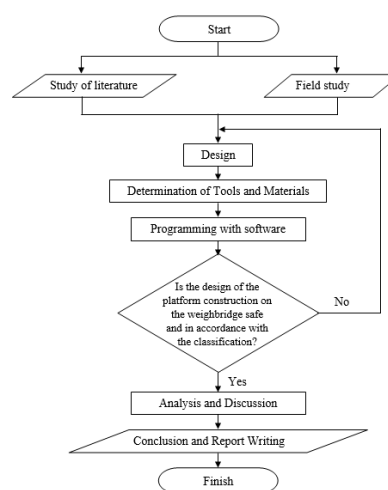 Start
Study of literature
Field study
Design
Determination of Tools and Materials
Programming with software
Is the design of the
platform construction on
the weighbridge safe
and in accordance with
the classification?
No
Yes
Analysis and Discussion
Conclusion and Report Writing
Finish